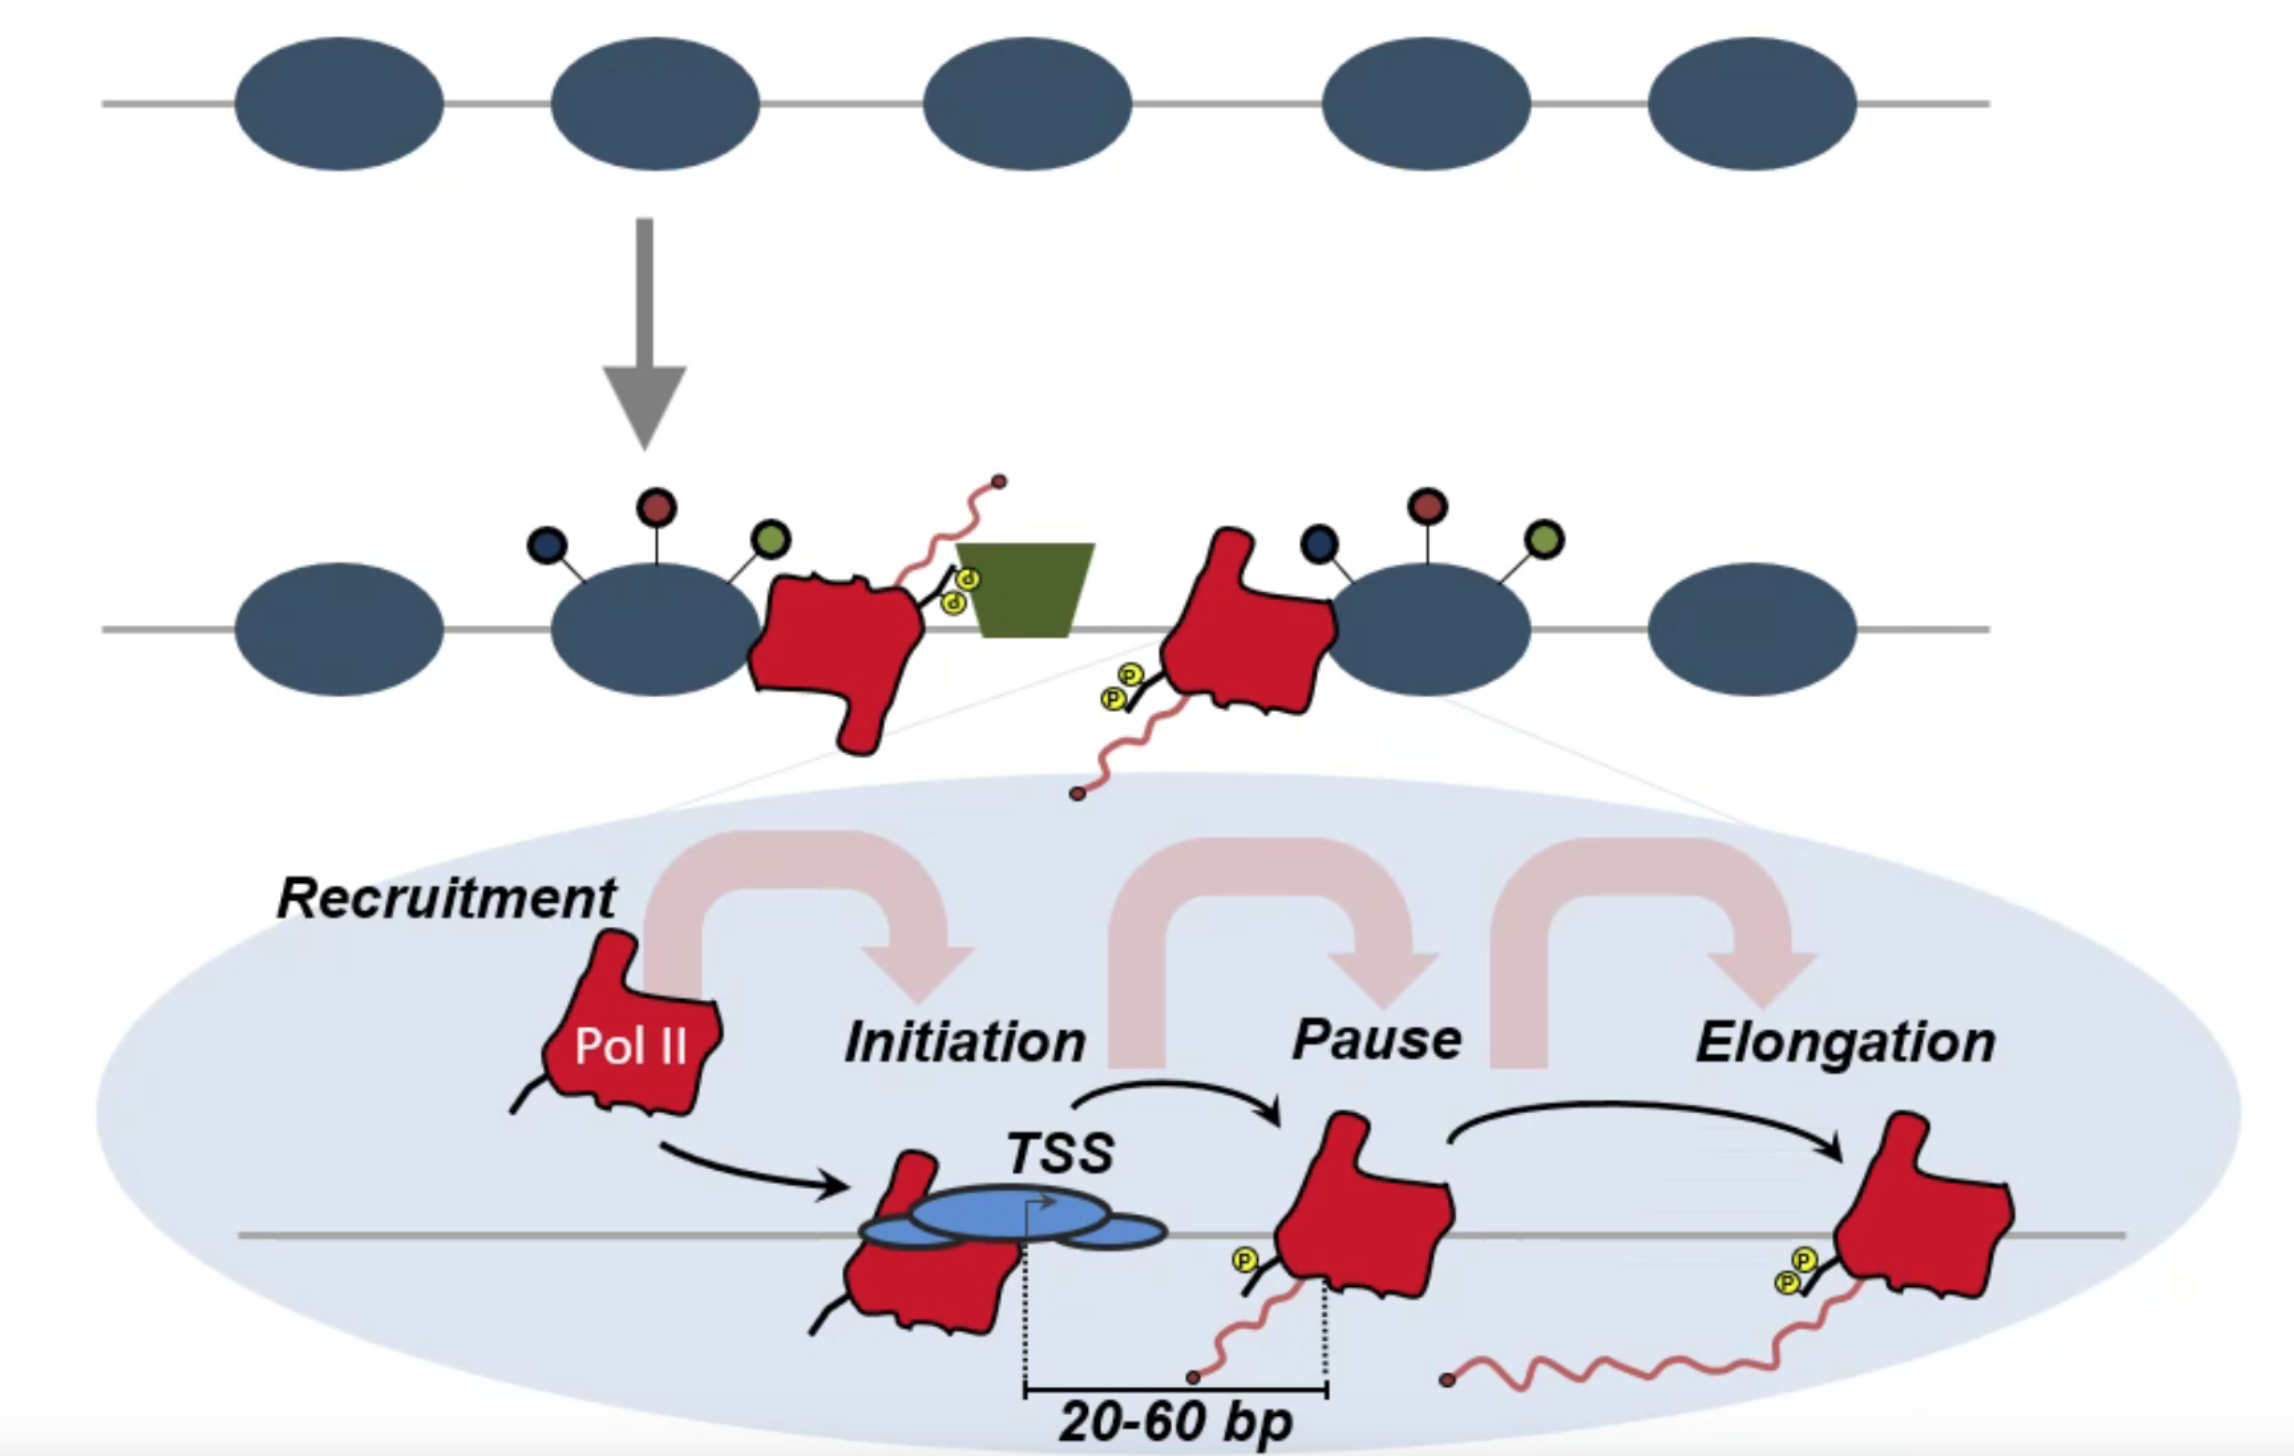 P
P
P
P
Recruitment
Pol II
Initiation
Pause
Elongation
TSS
P
P
P
20-60 bp